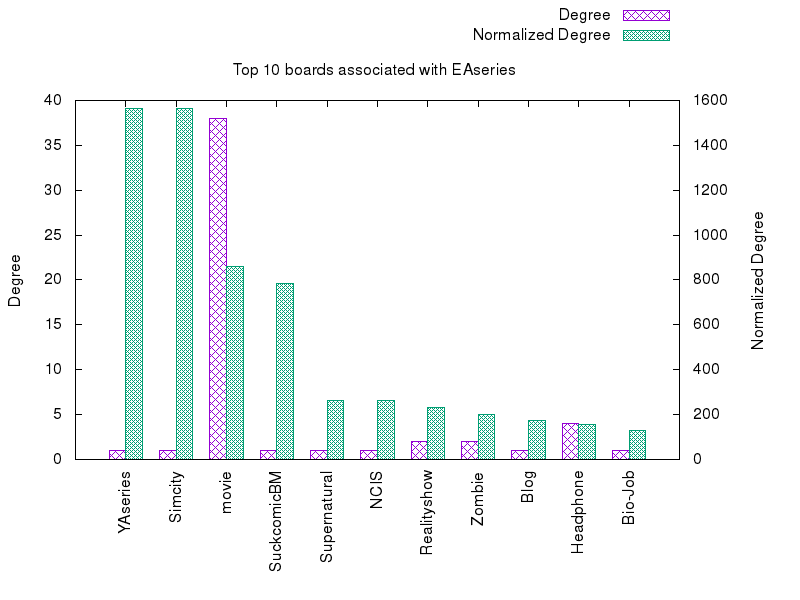 Degree
Normalized Degree
Top 10 boards associated with EAseries
40
35
30
25
20
15
10
5
0
1600
1400
1200
1000
800
600
400
200
0
Degree
Normalized Degree
YAseries
Simcity
movie
SuckcomicBM
Supernatural
NCIS
Realityshow
Zombie
Blog
Headphone
Bio-Job